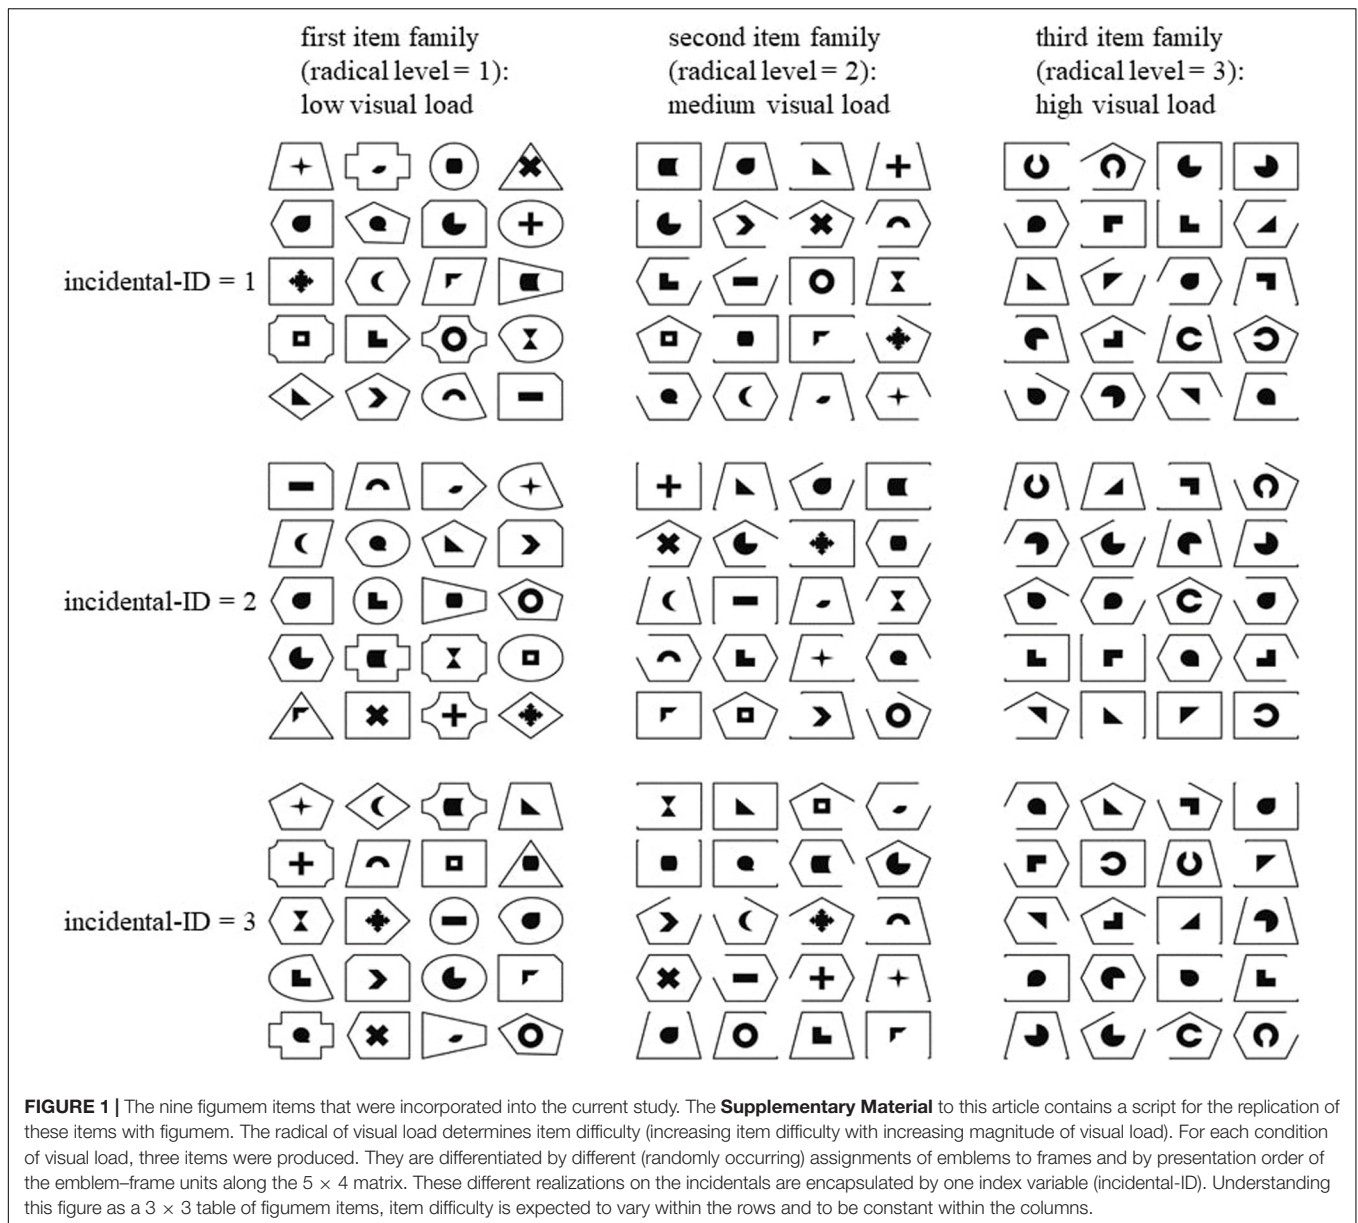 first item family
(radical level = 1):
low visual load
second item family
(radical level = 2):
medium visual load
third item family
(radical level = 3):
high visual load
incidental-ID = 1
incidental-ID = 2
incidental-ID = 3
FIGURE 1 | The nine figumem items that were incorporated into the current study. The Supplementary Material to this article contains a script for the replication of
these items with figumem. The radical of visual load determines item difficulty (increasing item difficulty with increasing magnitude of visual load). For each condition
of visual load, three items were produced. They are differentiated by different (randomly occurring) assignments of emblems to frames and by presentation order of
the emblem–frame units along the 5 × 4 matrix. These different realizations on the incidentals are encapsulated by one index variable (incidental-ID). Understanding
this figure as a 3 × 3 table of figumem items, item difficulty is expected to vary within the rows and to be constant within the columns.